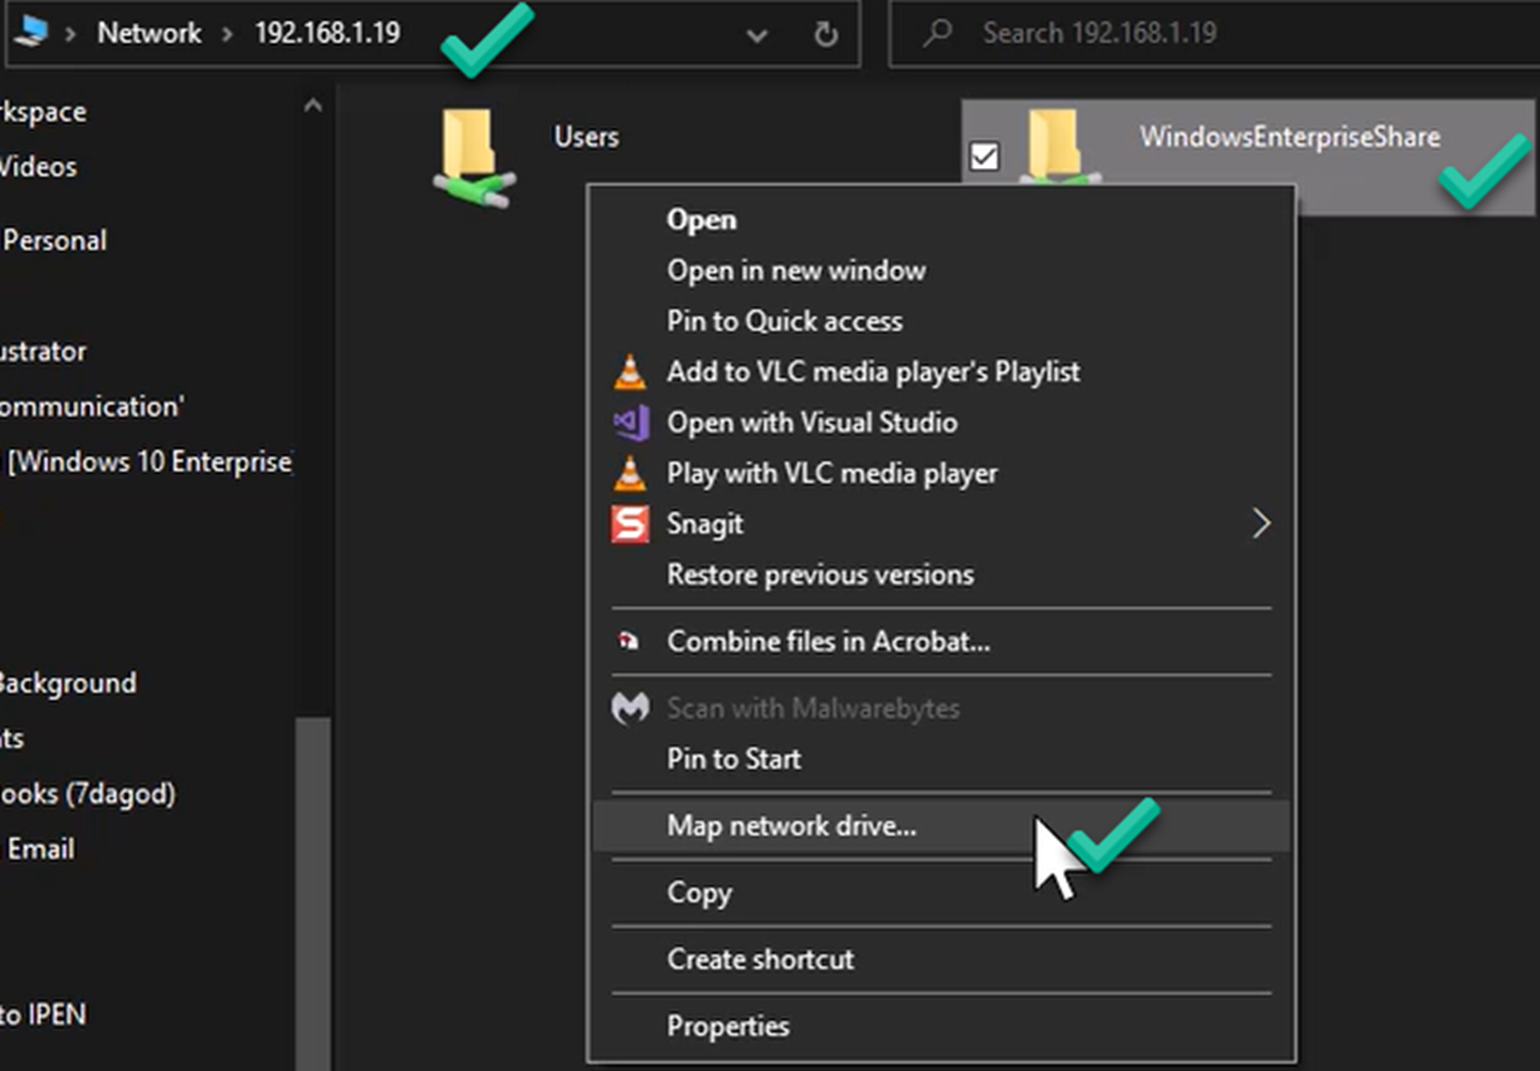 Network
192.168.1.19
Search 192.168.1.19
rkspace
Videos
Personal
ustrator
ommunication'
[Windows 10 Enterprise]
Background
ts
ooks (7dagod)
Email
to IPEN
Users
WindowsEnterpriseShare
Open
Open in new window
Pin to Quick access
Add to VLC media player's Playlist
Open with Visual Studio
Play with VLC media player
Snagit
Restore previous versions
Combine files in Acrobat...
Scan with Malwarebytes
Pin to Start
Map network drive...
Copy
Create shortcut
Properties